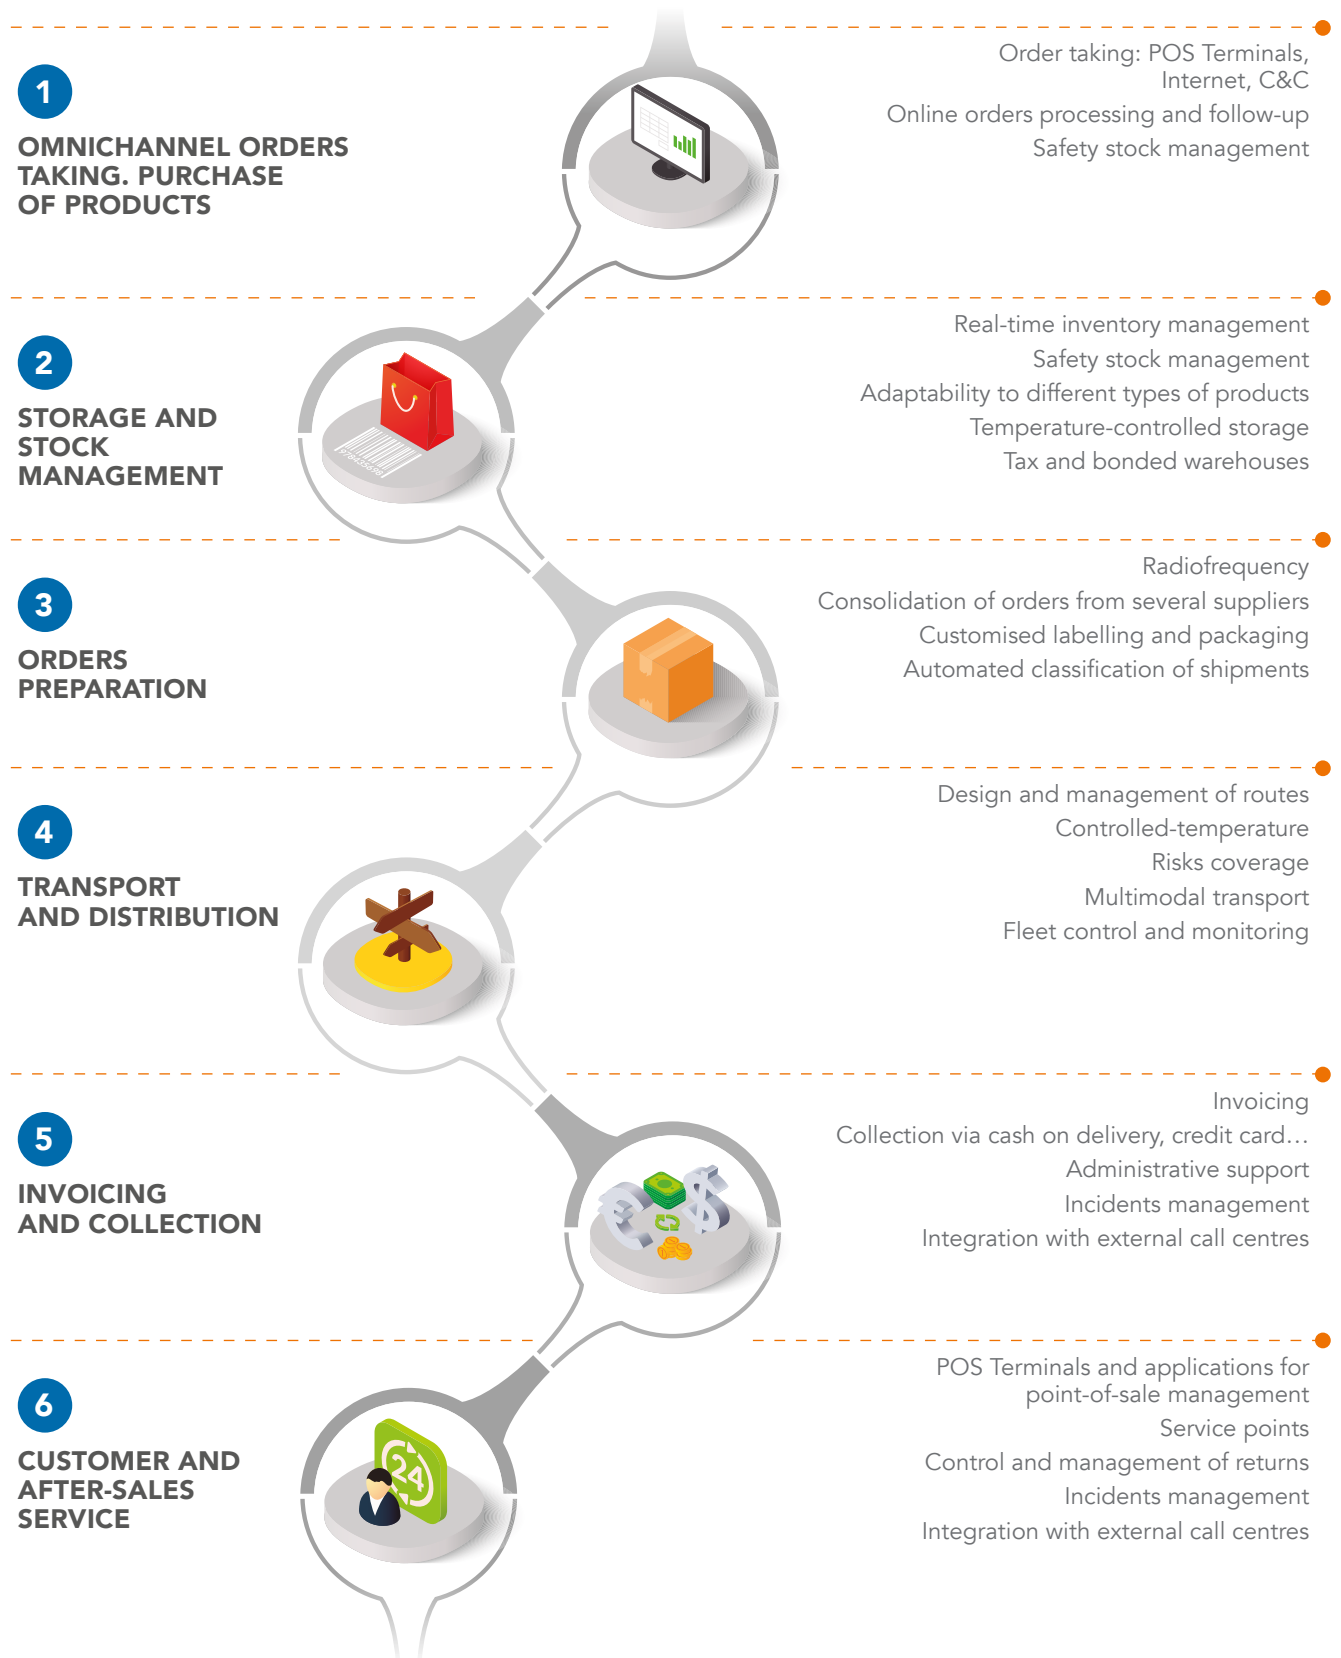 1
OMNICHANNEL ORDERS
TAKING. PURCHASE
OF PRODUCTS
Order taking: POS Terminals,
Internet, C&C
Online orders processing and follow-up
Safety stock management
2
STORAGE AND
STOCK
MANAGEMENT
Real-time inventory management
Safety stock management
Adaptability to different types of products
Temperature-controlled storage
Tax and bonded warehouses
3
ORDERS
PREPARATION
Radiofrequency
Consolidation of orders from several suppliers
Customised labelling and packaging
Automated classification of shipments
4
TRANSPORT
AND DISTRIBUTION
Design and management of routes
Controlled-temperature
Risks coverage
Multimodal transport
Fleet control and monitoring
5
INVOICING
AND COLLECTION
Invoicing
Collection via cash on delivery, credit card…
Administrative support
Incidents management
Integration with external call centres
€
$
6
CUSTOMER AND
AFTER-SALES
SERVICE
24
POS Terminals and applications for
point-of-sale management
Service points
Control and management of returns
Incidents management
Integration with external call centres